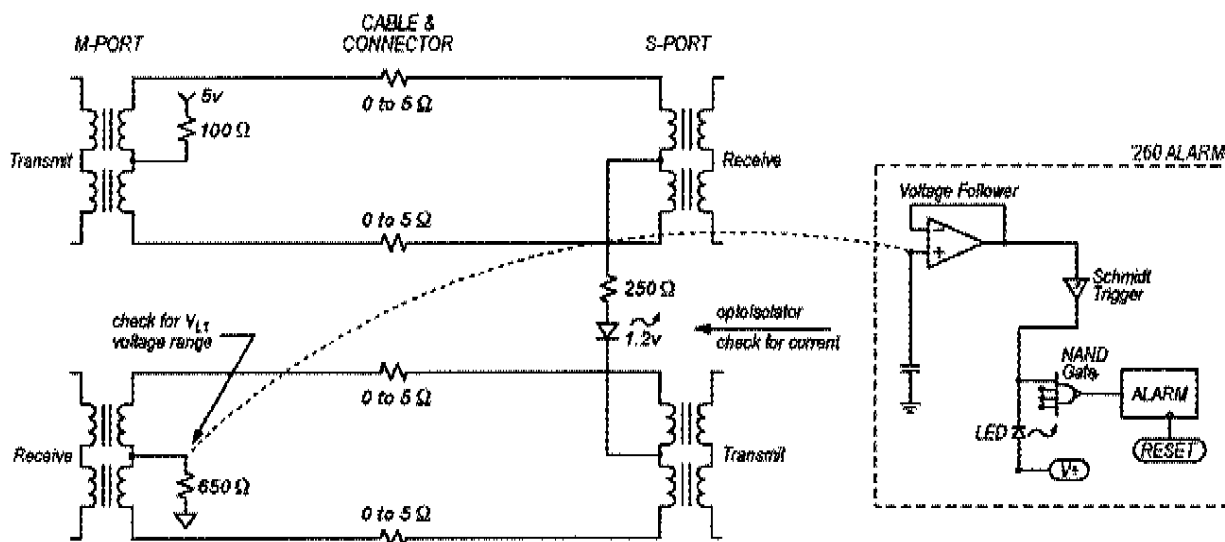 CABLE &
CONNECTOR
M-PORT
S-PORT
5v
100 Ω
0 to 5 Ω
Transmit
Receive
'260 ALARM
Voltage Follower
0 to 5 Ω
Schmidt
Trigger
250 Ω
check for VL1
voltage range
optoisolator
1.2v
check for current
NAND
Gate
0 to 5 Ω
ALARM
LED
RESET
Receive
Transmit
650 Ω
V+
0 to 5 Ω